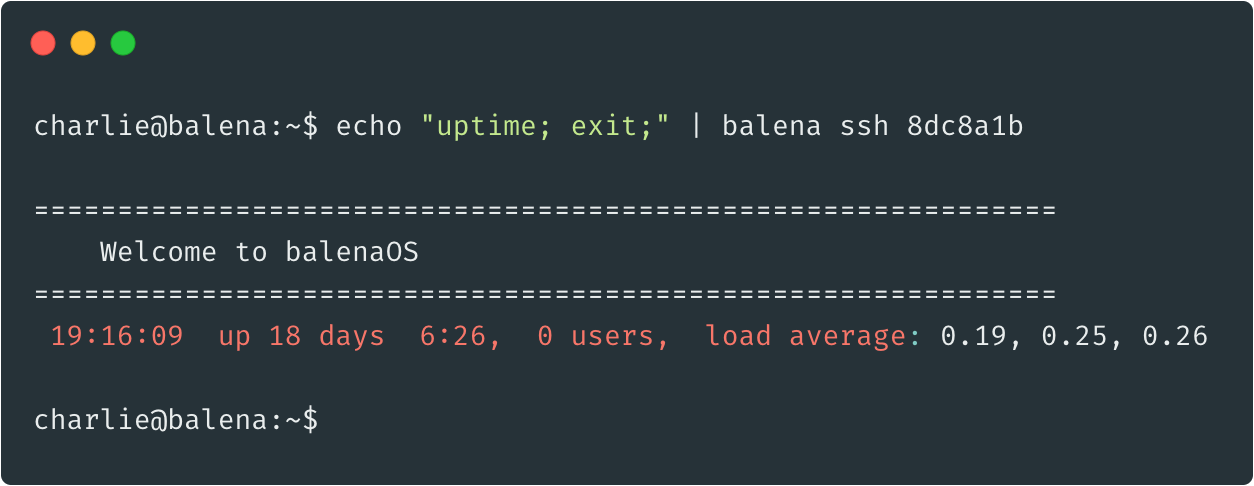 charlie@balena:~$ echo "uptime; exit;" | balena ssh 8dc8a1b
=============================================================
    Welcome to balenaOS
=============================================================
 19:16:09  up 18 days  6:26,  0 users,  load average: 0.19, 0.25, 0.26
charlie@balena:~$